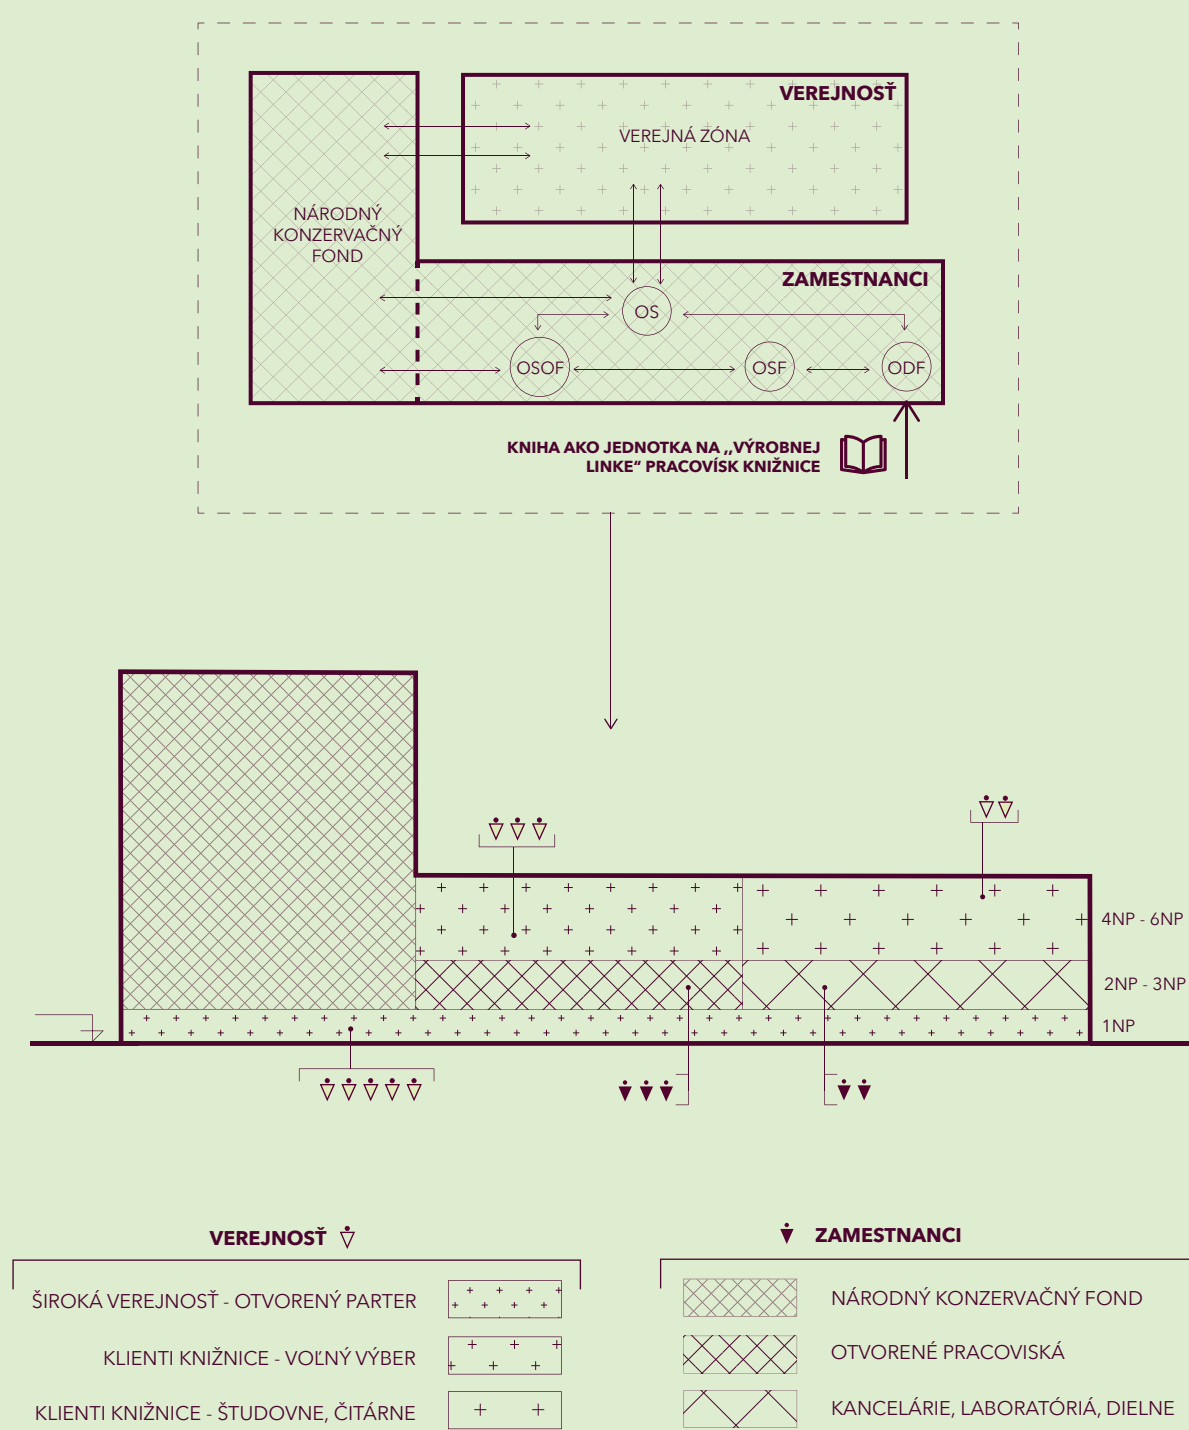 VEREJNOSŤ
VEREJNÁ ZÓNA
NÁRODNÝ
KONZERVAČNÝ
FOND
ZAMESTNANCI
OS
OSOF
OSF
ODF
KNIHA AKO JEDNOTKA NA ,,VÝROBNEJ
LINKE“ PRACOVÍSK KNIŽNICE
4NP - 6NP
2NP - 3NP
1NP
VEREJNOSŤ
ŠIROKÁ VEREJNOSŤ - OTVORENÝ PARTER
KLIENTI KNIŽNICE - VOĽNÝ VÝBER
KLIENTI KNIŽNICE - ŠTUDOVNE, ČITÁRNE
ZAMESTNANCI
NÁRODNÝ KONZERVAČNÝ FOND
OTVORENÉ PRACOVISKÁ
KANCELÁRIE, LABORATÓRIÁ, DIELNE